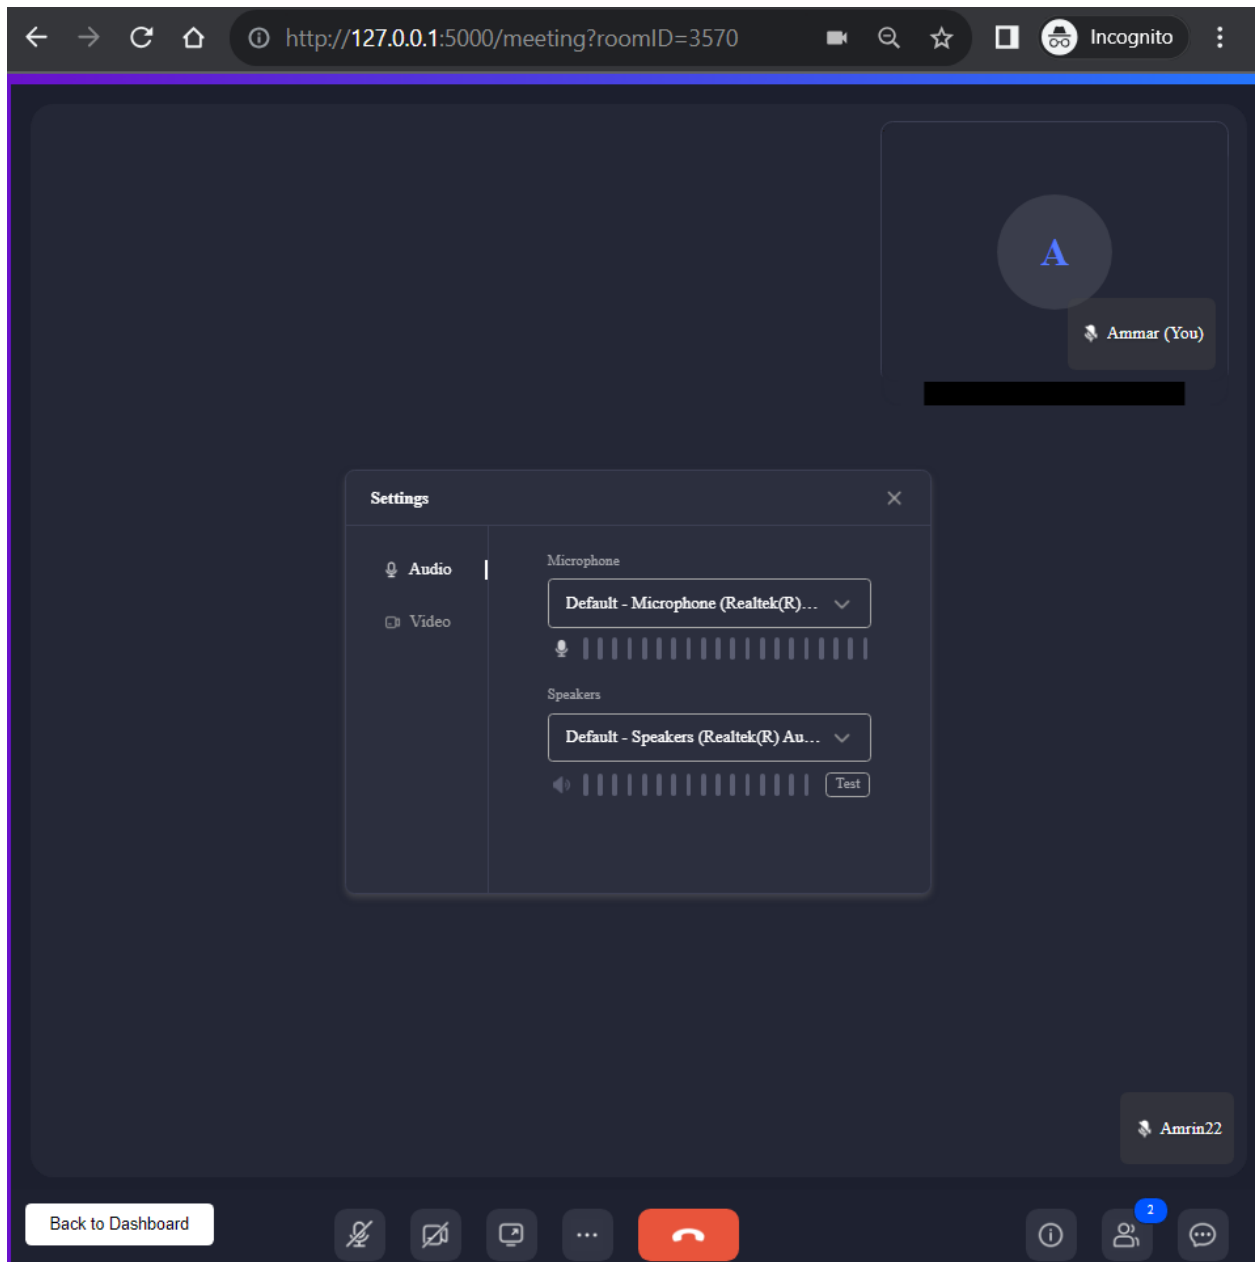 http://127.0.0.1:5000/meeting?roomID=3570
Incognito
A
Ammar (You)
Settings
Audio
Video
Microphone
Default - Microphone (Realtek(R)...
Speakers
Default - Speakers (Realtek(R) Au...
Test
Amrin22
Back to Dashboard
2